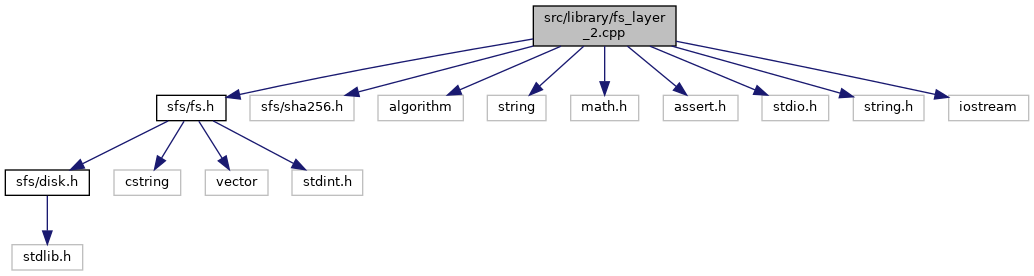 src/library/fs_layer
_2.cpp
sfs/fs.h
sfs/sha256.h
algorithm
string
math.h
assert.h
stdio.h
string.h
iostream
sfs/disk.h
cstring
vector
stdint.h
stdlib.h